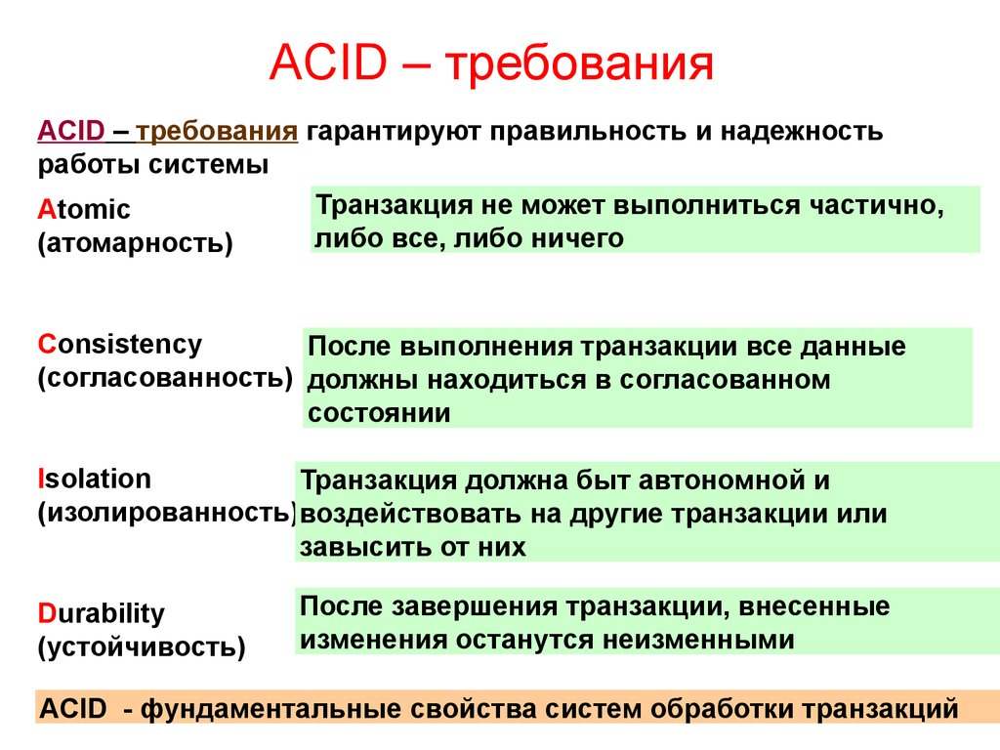 ACID – требования
ACID – требования гарантируют правильность и надежность
работы системы
Atomic
(атомарность)
Транзакция не может выполниться частично,
либо все, либо ничего
Consistency
(согласованность)
После выполнения транзакции все данные
должны находиться в согласованном
состоянии
Isolation
(изолированность)
Транзакция должна быт автономной и
воздействовать на другие транзакции или
завысить от них
Durability
(устойчивость)
После завершения транзакции, внесенные
изменения останутся неизменными
ACID - фундаментальные свойства систем обработки транзакций